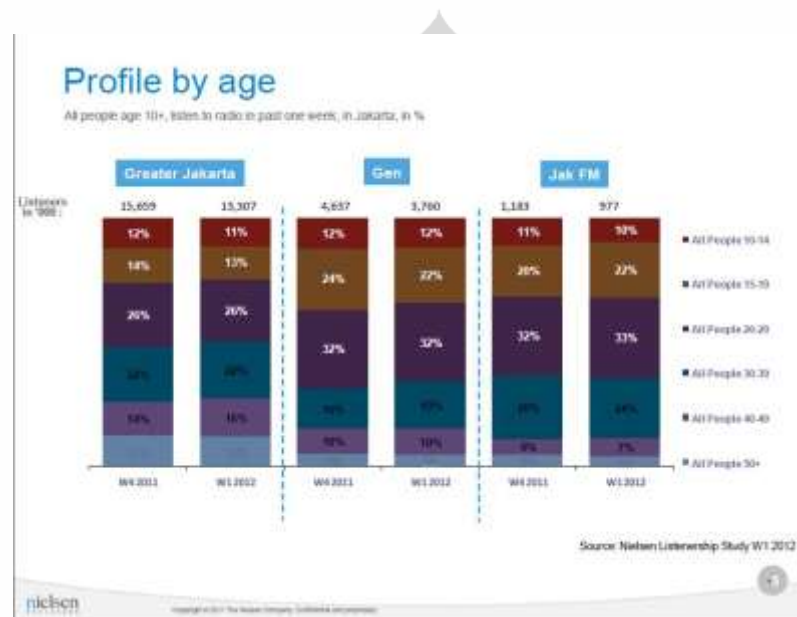 Profile by age
All people age 10+, listen to radio in past one week, in Jakarta, in %
Greater Jakarta Gen Jak FM
Listeners
in '000 :
15,659 13,307 4,637 3,760 1,183 977
12% 11% 12% 12% 11% 10%
14% 13% 24% 22% 20% 22%
26% 26% 32% 32% 32% 33%
10% 10% 7%
All People 10-14
All People 15-19
All People 20-29
All People 30-39
All People 40-49
All People 50+
W4 2011 W1 2012 W4 2011 W1 2012 W4 2011 W1 2012
Source: Nielsen Listenership Study W1 2012
nielsen